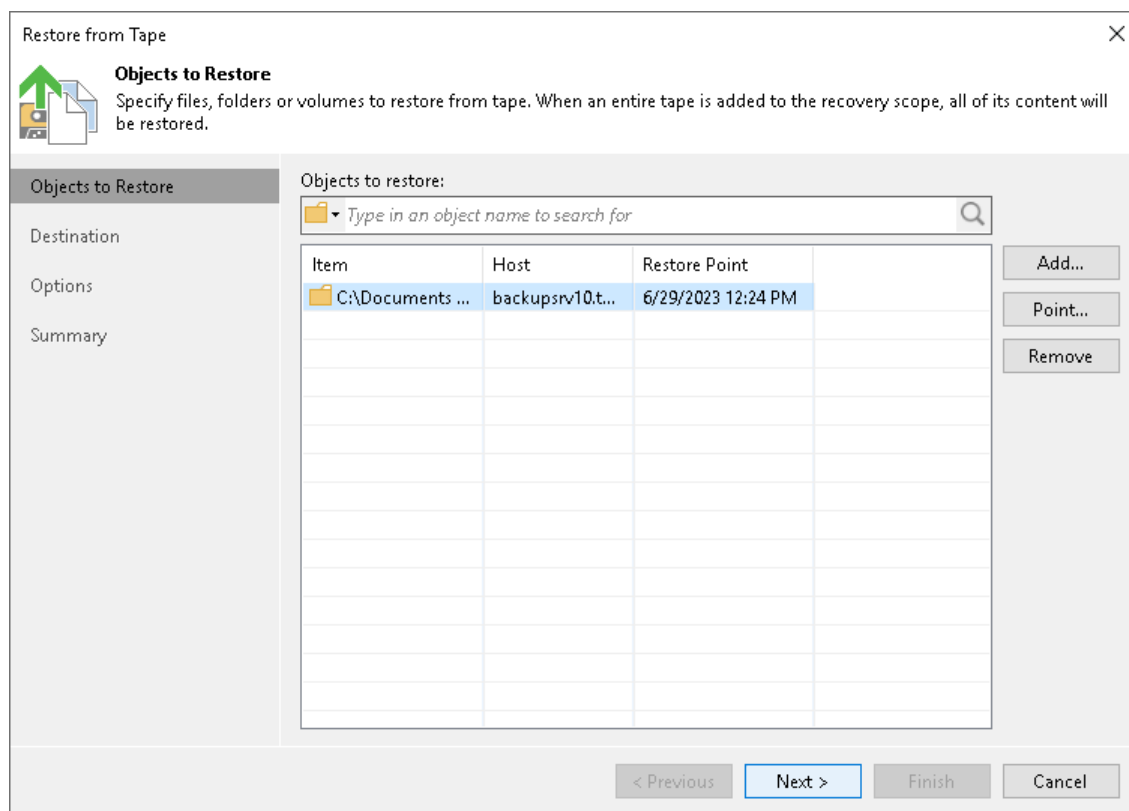 Restore from Tape
Objects to Restore
Specify files, folders or volumes to restore from tape. When an entire tape is added to the recovery scope, all of its content will
be restored.
Objects to Restore
Destination
Options
Summary
Objects to restore:
Type in an object name to search for
Item Host Restore Point
C:\Documents ... backupsrv10.t... 6/29/2023 12:24 PM
Add...
Point...
Remove
< Previous Next > Finish Cancel